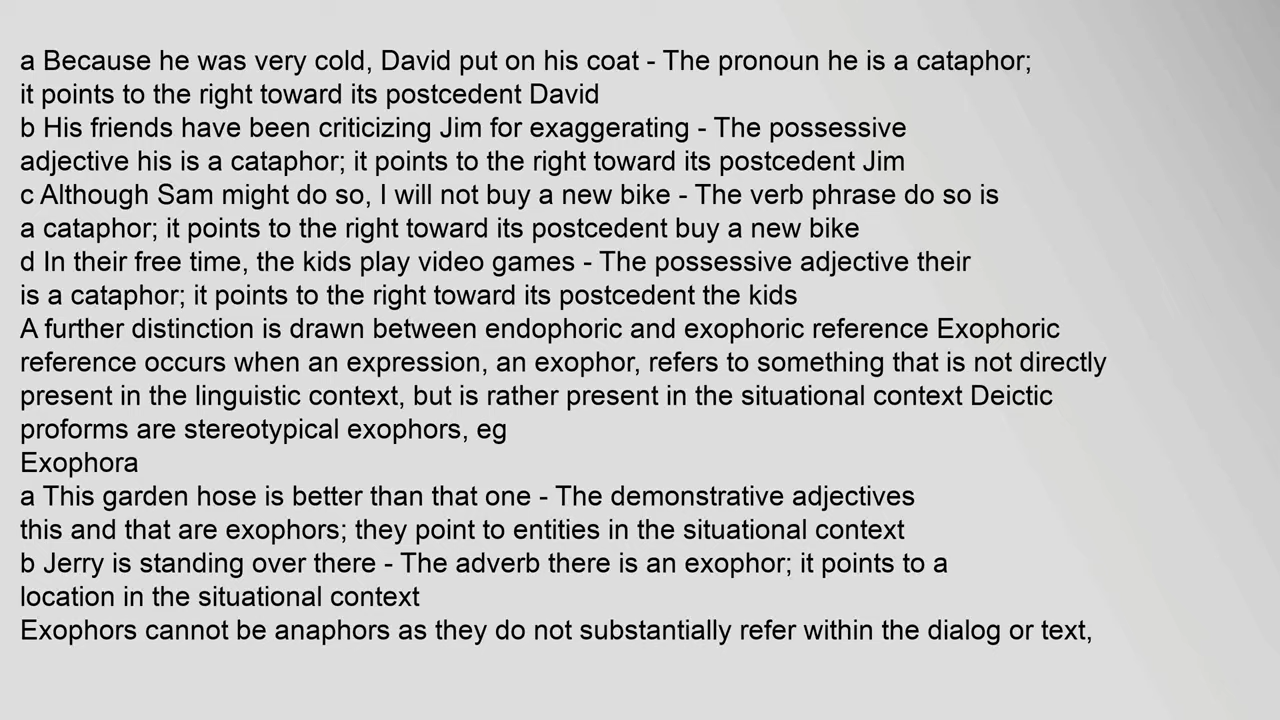 a Because he was very cold, David put on his coat - The pronoun he is a cataphor;
it points to the right toward its postcedent David
b His friends have been criticizing Jim for exaggerating - The possessive
adjective his is a cataphor; it points to the right toward its postcedent Jim
c Although Sam might do so, I will not buy a new bike - The verb phrase do so is
a cataphor; it points to the right toward its postcedent buy a new bike
d In their free time, the kids play video games - The possessive adjective their
is a cataphor; it points to the right toward its postcedent the kids
A further distinction is drawn between endophoric and exophoric reference Exophoric
reference occurs when an expression, an exophor, refers to something that is not directly
present in the linguistic context, but is rather present in the situational context Deictic
proforms are stereotypical exophors, eg
Exophora
a This garden hose is better than that one - The demonstrative adjectives
this and that are exophors; they point to entities in the situational context
b Jerry is standing over there - The adverb there is an exophor; it points to a
location in the situational context
Exophors cannot be anaphors as they do not substantially refer within the dialog or text,